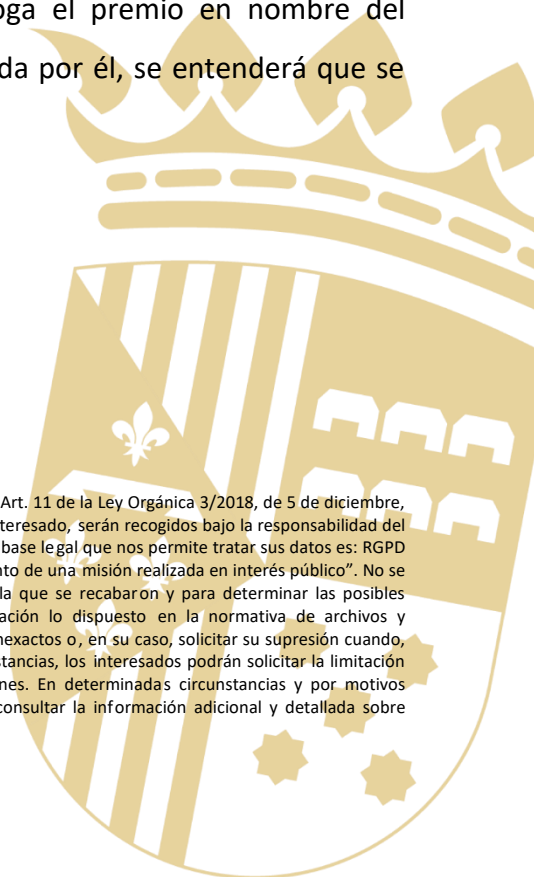 oga el premio en nombre del
da por él, se entenderá que se
Art. 11 de la Ley Orgánica 3/2018, de 5 de diciembre,
teresado, serán recogidos bajo la responsabilidad del
base legal que nos permite tratar sus datos es: RGPD
nto de una misión realizada en interés público”. No se
la que se recabaron y para determinar las posibles
ación lo dispuesto en la normativa de archivos y
nexactos o, en su caso, solicitar su supresión cuando,
stancias, los interesados podrán solicitar la limitación
nes. En determinadas circunstancias y por motivos
consultar la información adicional y detallada sobre